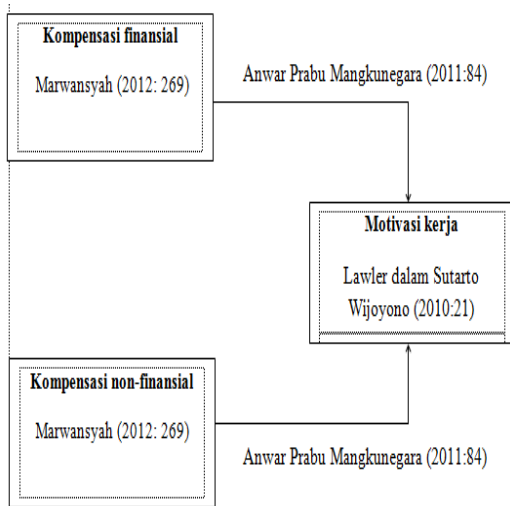 Kompensasi finansial
Marwansyah (2012: 269)
Anwar Prabu Mangkunegara (2011:84)
Motivasi kerja
Lawler dalam Sutarto
Wijoyono (2010:21)
Kompensasi non-finansial
Marwansyah (2012: 269)
Anwar Prabu Mangkunegara (2011:84)